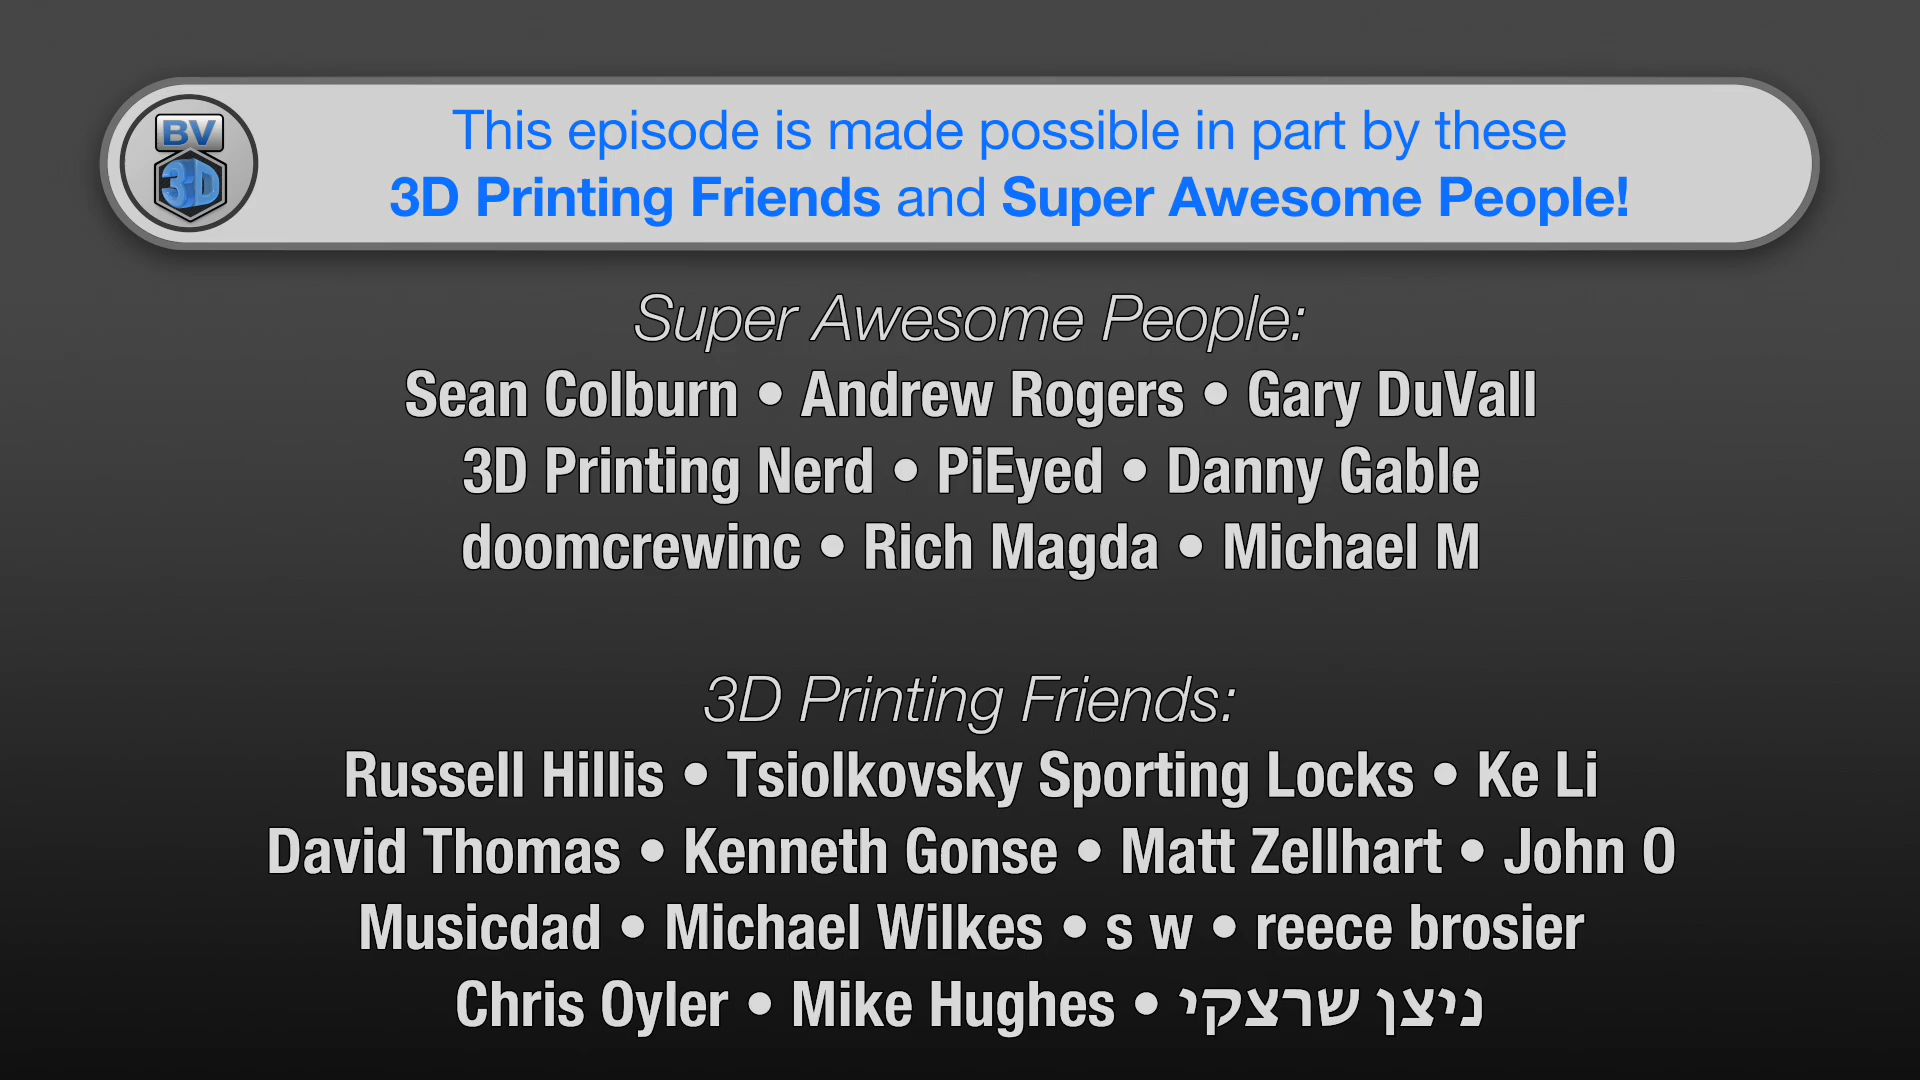 BV
3D
This episode is made possible in part by these
3D Printing Friends and Super Awesome People!
Super Awesome People:
Sean Colburn • Andrew Rogers • Gary DuVall
3D Printing Nerd • PiEyed • Danny Gable
doomcrewinc • Rich Magda • Michael M
3D Printing Friends:
Russell Hillis • Tsiolkovsky Sporting Locks • Ke Li
David Thomas • Kenneth Gonse • Matt Zellhart • John O
Musicdad • Michael Wilkes • s w • reece brosier
Chris Oyler • Mike Hughes • ניצן שרצקי